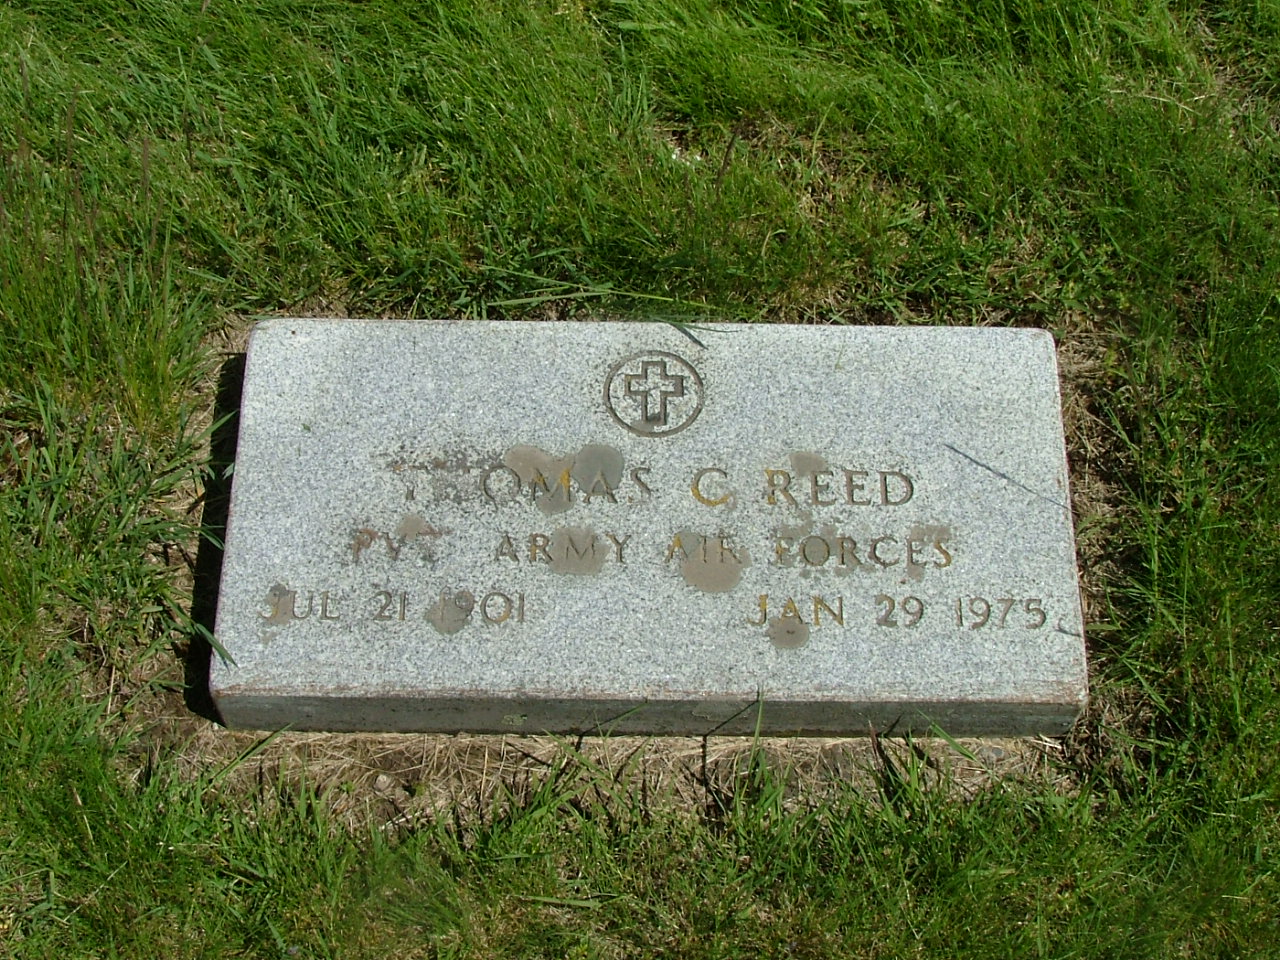 THOMAS C REED
PVT ARMY AIR FORCES
JUL 21 1901 JAN 29 1975